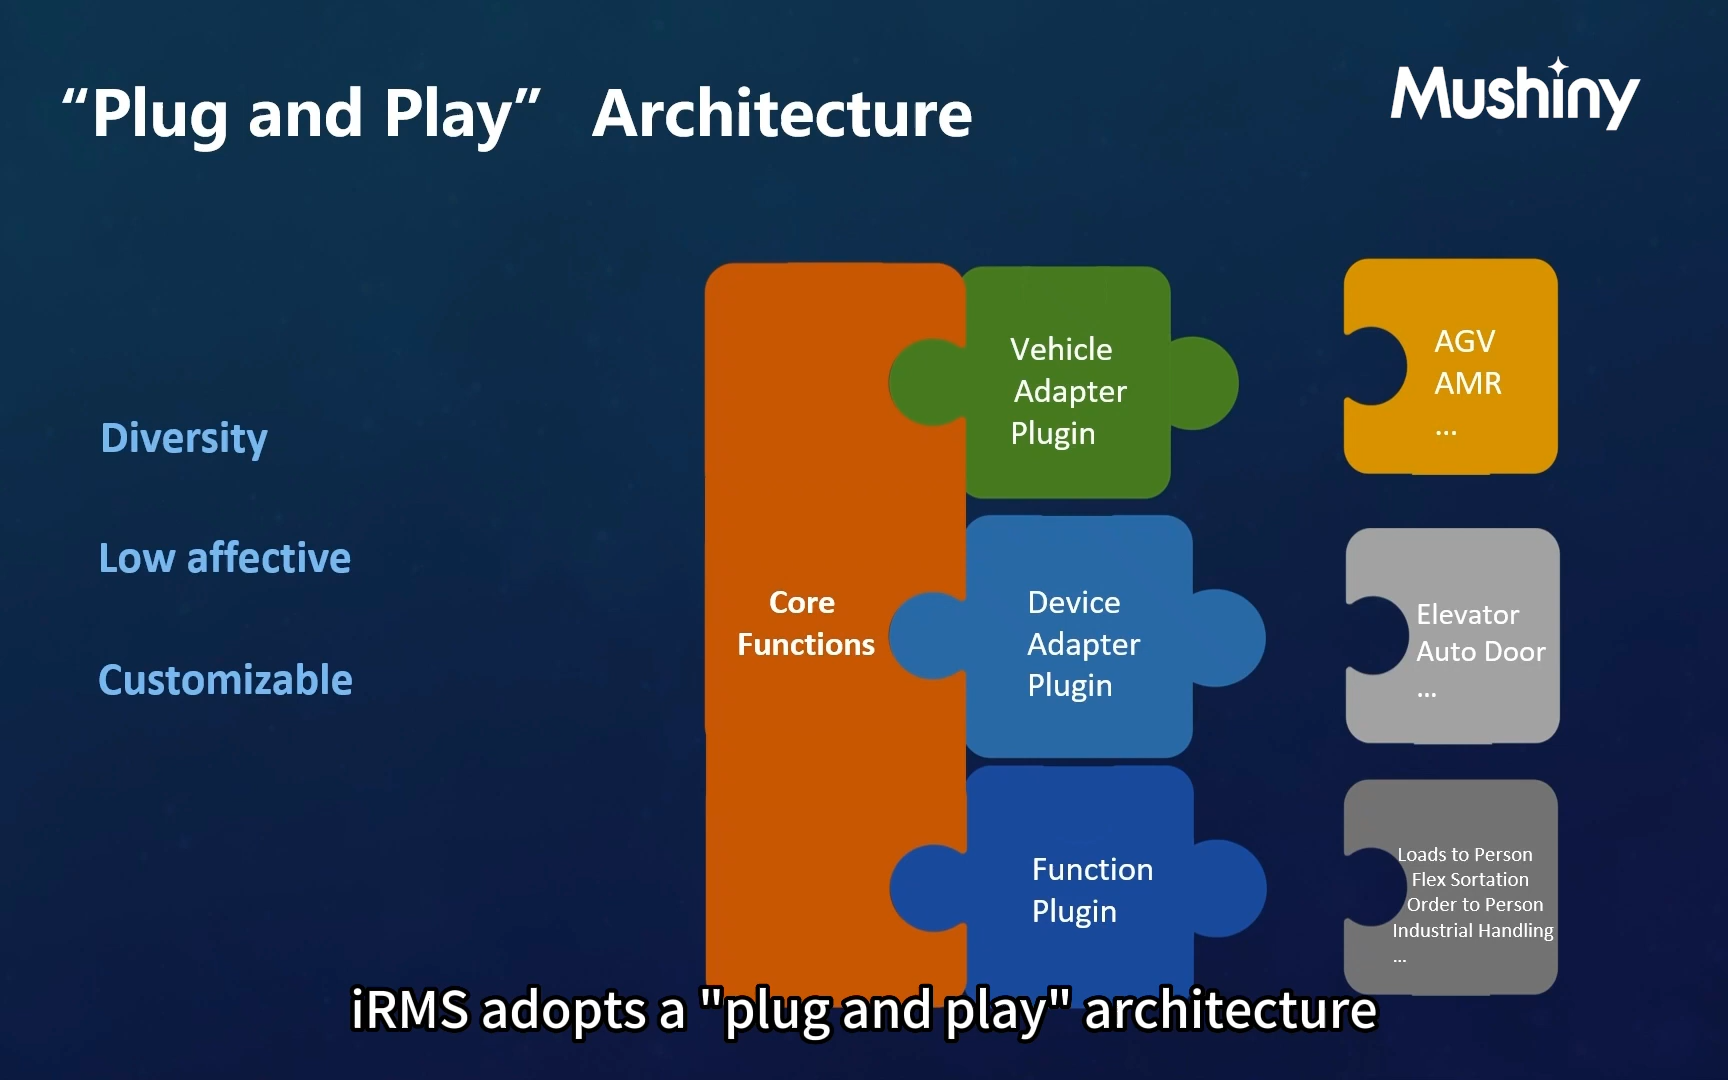 “Plug and Play” Architecture
Mushiny
Diversity
Low affective
Customizable
Core
Functions
Vehicle
Adapter
Plugin
Device
Adapter
Plugin
Function
Plugin
AGV
AMR
...
Elevator
Auto Door
...
Loads to Person
Flex Sortation
Order to Person
Industrial Handling
...
iRMS adopts a "plug and play" architecture